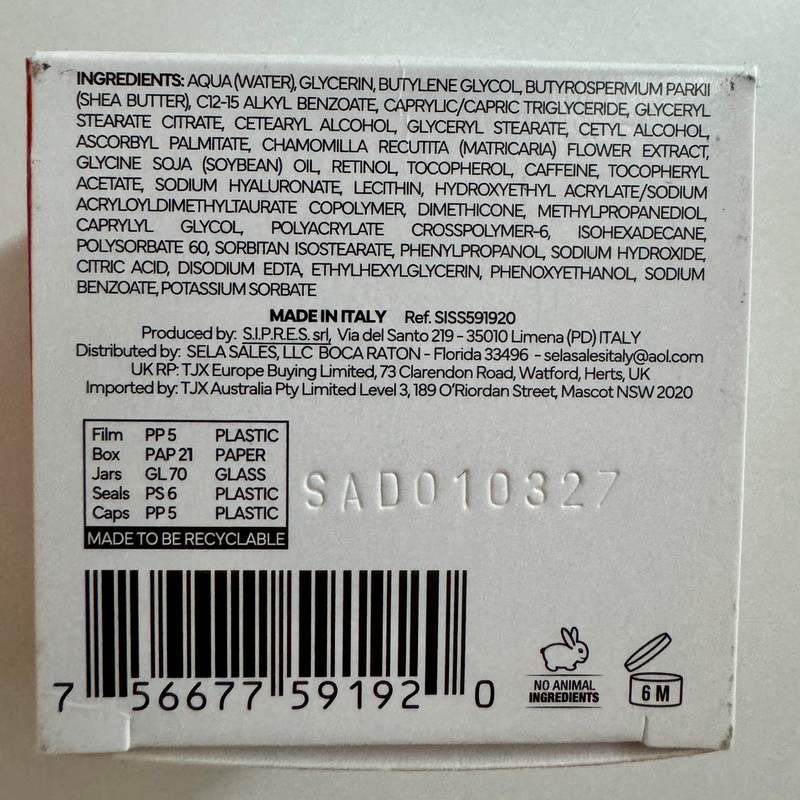 INGREDIENTS: AQUA (WATER), GLYCERIN, BUTYLENE GLYCOL, BUTYROSPERMUM PARKII
(SHEA BUTTER), C12-15 ALKYL BENZOATE, CAPRYLIC/CAPRIC TRIGLYCERIDE, GLYCERYL
STEARATE CITRATE, CETEARYL ALCOHOL, GLYCERYL STEARATE, CETYL ALCOHOL,
ASCORBYL PALMITATE, CHAMOMILLA RECUTITA (MATRICARIA) FLOWER EXTRACT,
GLYCINE SOJA (SOYBEAN) OIL, RETINOL, TOCOPHEROL, CAFFEINE, TOCOPHERYL
ACETATE, SODIUM HYALURONATE, LECITHIN, HYDROXYETHYL ACRYLATE/SODIUM
ACRYLOYLDIMETHYLTAURATE COPOLYMER, DIMETHICONE, METHYLPROPANEDIOL,
CAPRYLYL GLYCOL, POLYACRYLATE CROSSPOLYMER-6, ISOHEXADECANE,
POLYSORBATE 60, SORBITAN ISOSTEARATE, PHENYLPROPANOL, SODIUM HYDROXIDE,
CITRIC ACID, DISODIUM EDTA, ETHYLHEXYLGLYCERIN, PHENOXYETHANOL, SODIUM
BENZOATE, POTASSIUM SORBATE
MADE IN ITALY Ref. SISS591920
Produced by: S.I.P.R.E.S. srl, Via del Santo 219 - 35010 Limena (PD) ITALY
Distributed by: SELA SALES, LLC BOCA RATON - Florida 33496 - selasalesitaly@aol.com
UK RP: TJX Europe Buying Limited, 73 Clarendon Road, Watford, Herts, UK
Imported by: TJX Australia Pty Limited Level 3, 189 O'Riordan Street, Mascot NSW 2020
Film PP 5 PLASTIC
Box PAP 21 PAPER
Jars GL 70 GLASS
Seals PS 6 PLASTIC
Caps PP 5 PLASTIC
MADE TO BE RECYCLABLE
SAD010327
7 56677 59192 0
NO ANIMAL
INGREDIENTS
6 M